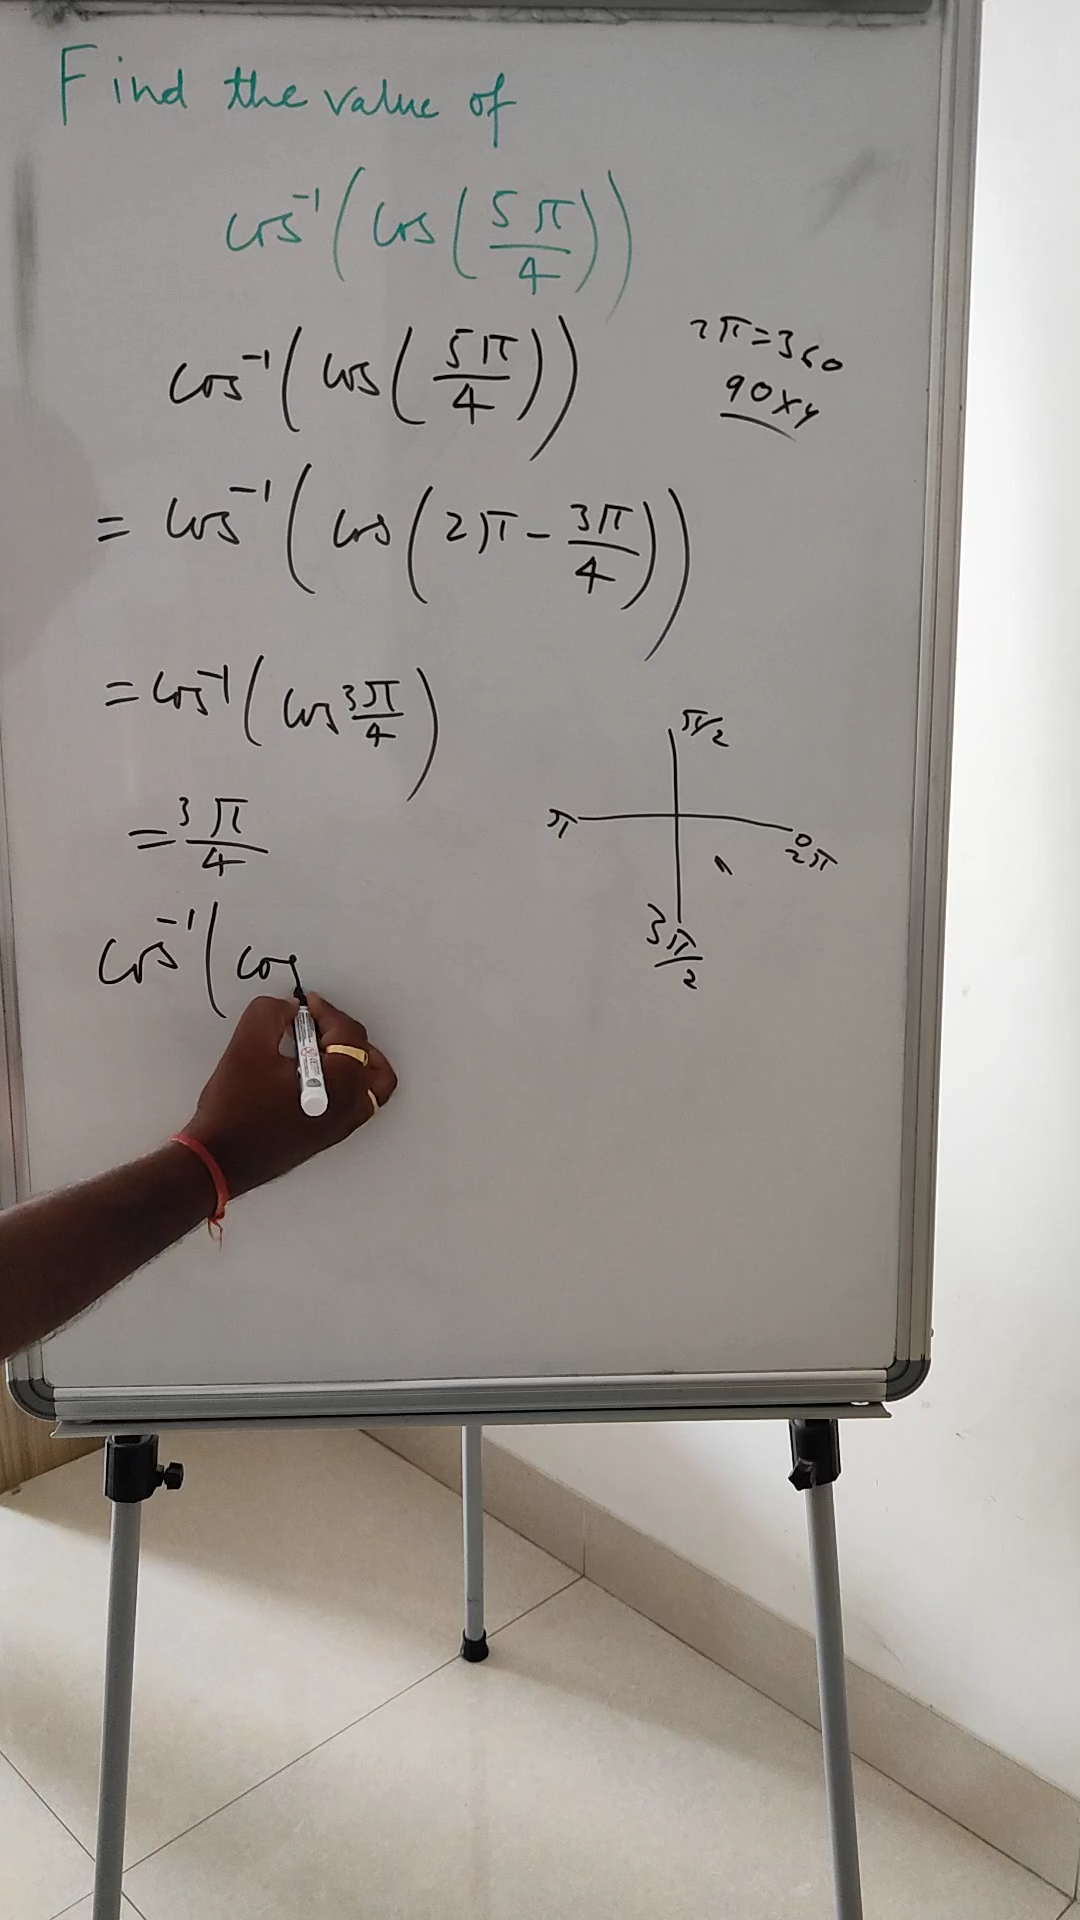 Find the value of
cos⁻¹(cos(5π/4))
cos⁻¹(cos(5π/4))
2π=360
90×4
= cos⁻¹(cos(2π - 3π/4))
= cos⁻¹(cos 3π/4)
= 3π/4
π/2
π
0
2π
3π/2
cos⁻¹(cos